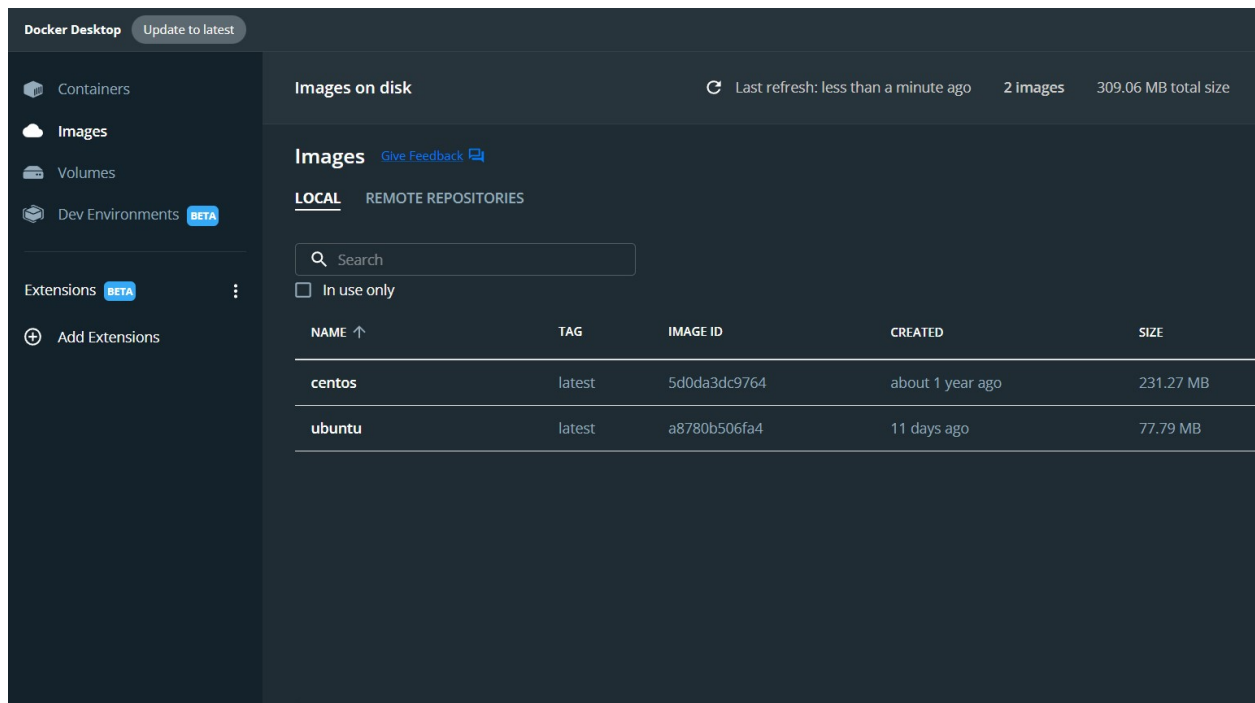 Docker Desktop Update to latest
Containers
Images
Volumes
Dev Environments BETA
Extensions BETA
Add Extensions
Images on disk Last refresh: less than a minute ago 2 images 309.06 MB total size
Images Give Feedback
LOCAL REMOTE REPOSITORIES
Search
In use only
NAME TAG IMAGE ID CREATED SIZE
centos latest 5d0da3dc9764 about 1 year ago 231.27 MB
ubuntu latest a8780b506fa4 11 days ago 77.79 MB